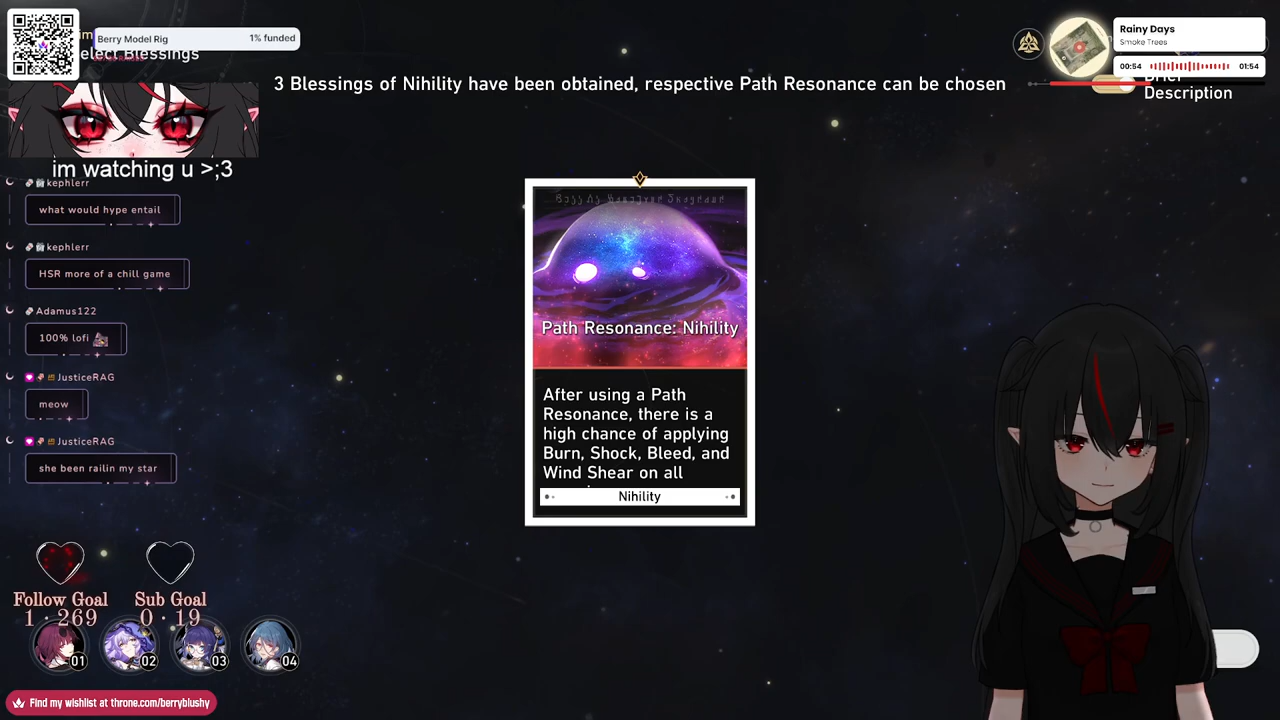 Berry Model Rig
1% funded
elect Blessings
3 Blessings of Nihility have been obtained, respective Path Resonance can be chosen
Rainy Days
Smoke Trees
00:54
01:54
Brief
Description
im watching u >;3
kephlerr
what would hype entail
kephlerr
HSR more of a chill game
Adamus122
100% lofi
JusticeRAG
meow
JusticeRAG
she been railin my star
Path Resonance: Nihility
After using a Path
Resonance, there is a
high chance of applying
Burn, Shock, Bleed, and
Wind Shear on all
Nihility
Follow Goal
1 · 269
Sub Goal
0 · 19
01
02
03
04
Find my wishlist at throne.com/berryblushy